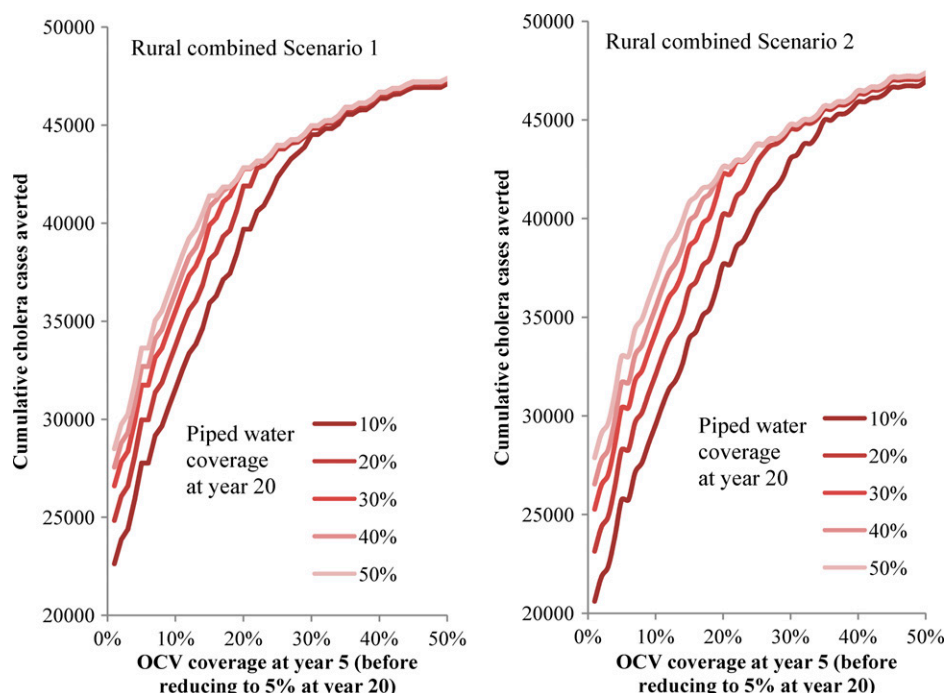 Rural combined Scenario 1
Cumulative cholera cases averted
50000
45000
40000
35000
30000
25000
20000
Piped water
coverage
at year 20
10%
20%
30%
40%
50%
0%
10%
20%
30%
40%
50%
OCV coverage at year 5 (before
reducing to 5% at year 20)
Rural combined Scenario 2
Cumulative cholera cases averted
50000
45000
40000
35000
30000
25000
20000
Piped water
coverage
at year 20
10%
20%
30%
40%
50%
0%
10%
20%
30%
40%
50%
OCV coverage at year 5 (before
reducing to 5% at year 20)